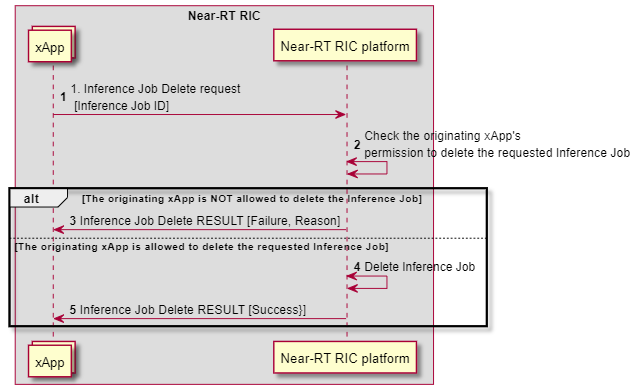 Near-RT RIC
xApp
Near-RT RIC platform
1 1. Inference Job Delete request
[Inference Job ID]
2 Check the originating xApp's
permission to delete the requested Inference Job
alt [The originating xApp is NOT allowed to delete the Inference Job]
3 Inference Job Delete RESULT [Failure, Reason]
[The originating xApp is allowed to delete the requested Inference Job]
4 Delete Inference Job
5 Inference Job Delete RESULT [Success}]
xApp
Near-RT RIC platform